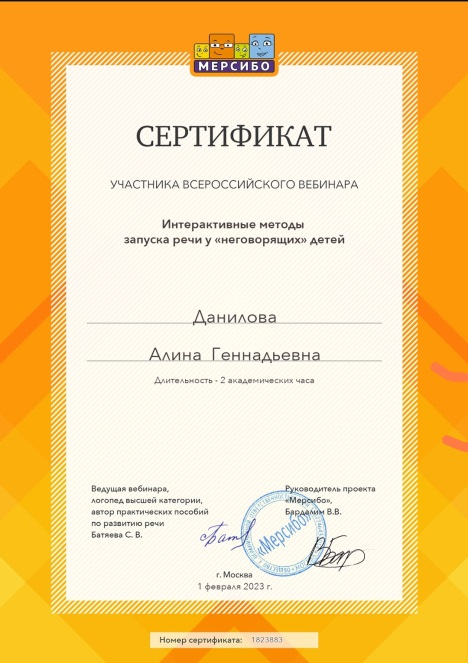 МЕРСИБО
СЕРТИФИКАТ
УЧАСТНИКА ВСЕРОССИЙСКОГО ВЕБИНАРА
Интерактивные методы
запуска речи у «неговорящих» детей
Данилова
Алина Геннадьевна
Длительность - 2 академических часа
Ведущая вебинара,
логопед высшей категории,
автор практических пособий
по развитию речи
Батяева С. В.
Руководитель проекта
«Мерсибо»,
Бардалим В.В.
«Мерсибо»
г. Москва
1 февраля 2023 г.
Номер сертификата: 1823883